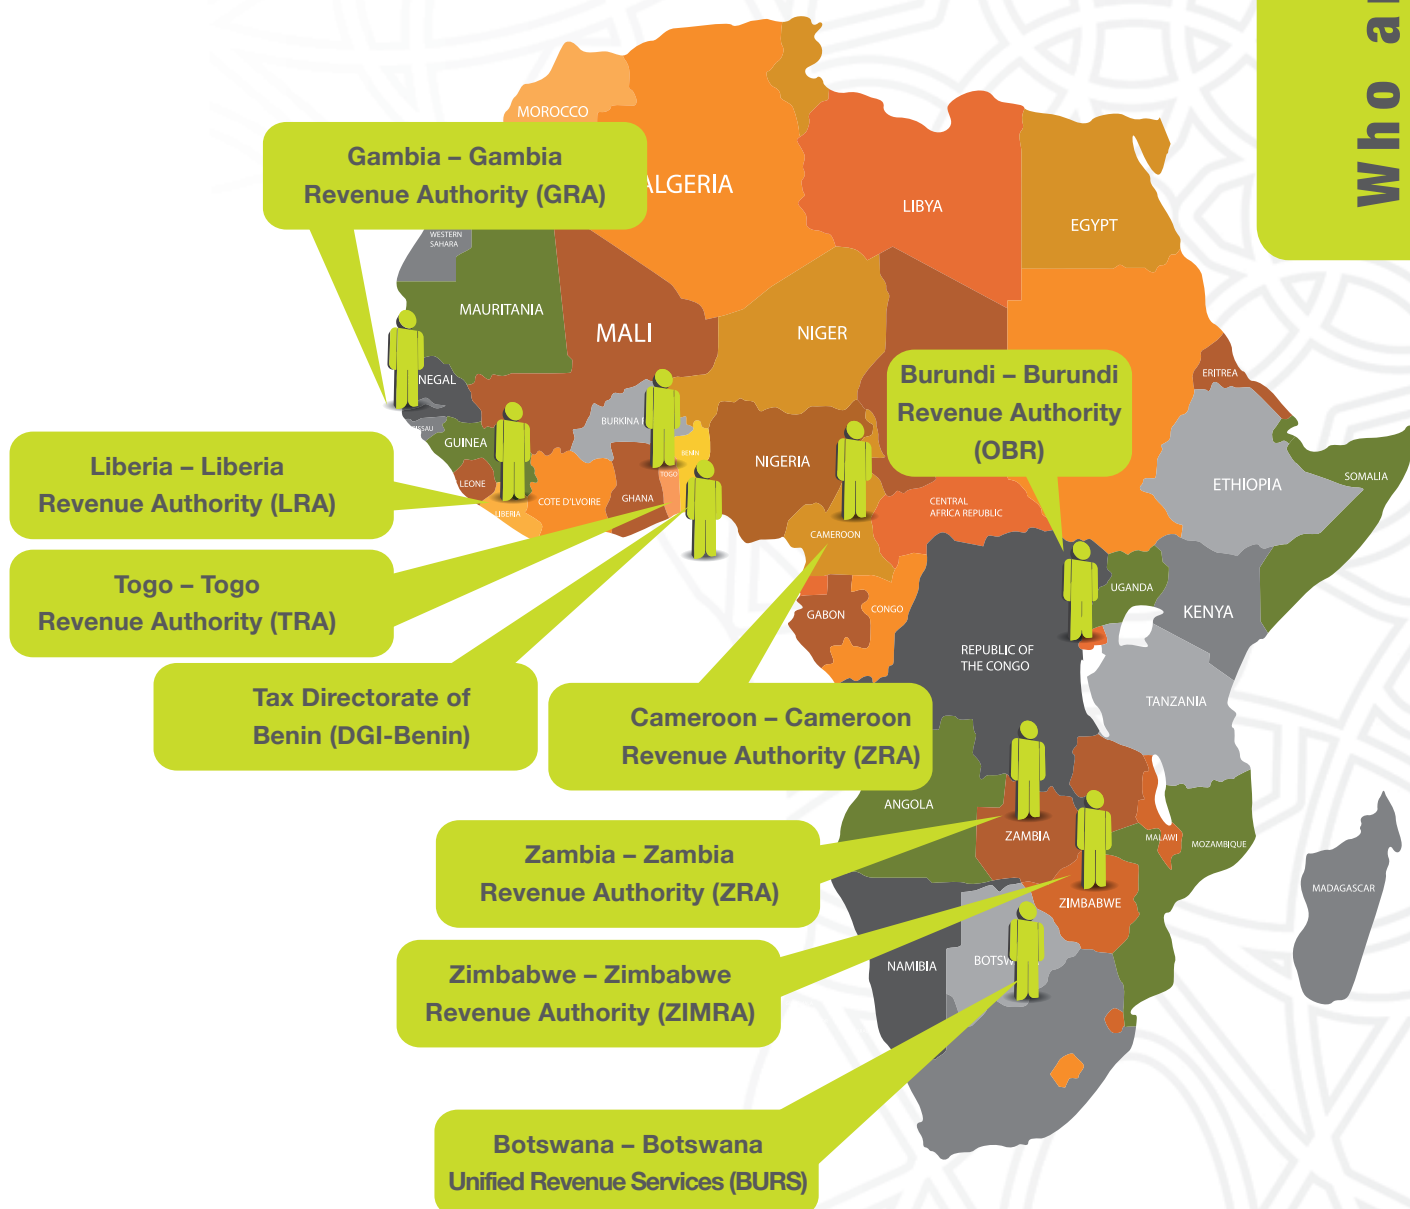 Who a
MOROCCO
Gambia – Gambia
Revenue Authority (GRA)
ALGERIA
LIBYA
EGYPT
WESTERN
SAHARA
MAURITANIA
MALI
NIGER
Burundi – Burundi
Revenue Authority
(OBR)
ERITREA
NEGAL
BURKINA
GUINEA
BENIN
NIGERIA
Liberia – Liberia
Revenue Authority (LRA)
LEONE
COTE D'LVOIRE
GHANA
TOGO
LIBERIA
CENTRAL
AFRICA REPUBLIC
ETHIOPIA
SOMALIA
CAMEROON
Togo – Togo
Revenue Authority (TRA)
GABON
CONGO
UGANDA
KENYA
REPUBLIC OF
THE CONGO
Tax Directorate of
Benin (DGI-Benin)
TANZANIA
Cameroon – Cameroon
Revenue Authority (ZRA)
ANGOLA
ZAMBIA
MALAWI
MOZAMBIQUE
Zambia – Zambia
Revenue Authority (ZRA)
MADAGASCAR
ZIMBABWE
Zimbabwe – Zimbabwe
Revenue Authority (ZIMRA)
NAMIBIA
BOTSW
Botswana – Botswana
Unified Revenue Services (BURS)